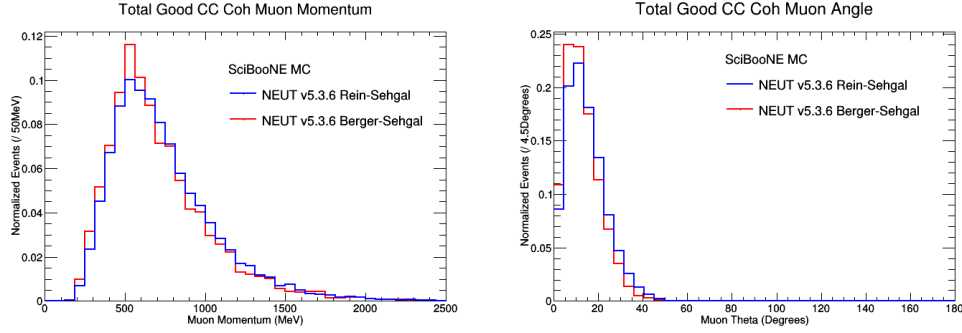 Total Good CC Coh Muon Momentum
Normalized Events (/ 50MeV)
0.12
0.1
0.08
0.06
0.04
0.02
0
SciBooNE MC
NEUT v5.3.6 Rein-Sehgal
NEUT v5.3.6 Berger-Sehgal
0 500 1000 1500 2000 2500
Muon Momentum (MeV)
Total Good CC Coh Muon Angle
Normalized Events (/ 4.5Degrees)
0.25
0.2
0.15
0.1
0.05
0
SciBooNE MC
NEUT v5.3.6 Rein-Sehgal
NEUT v5.3.6 Berger-Sehgal
0 20 40 60 80 100 120 140 160 180
Muon Theta (Degrees)